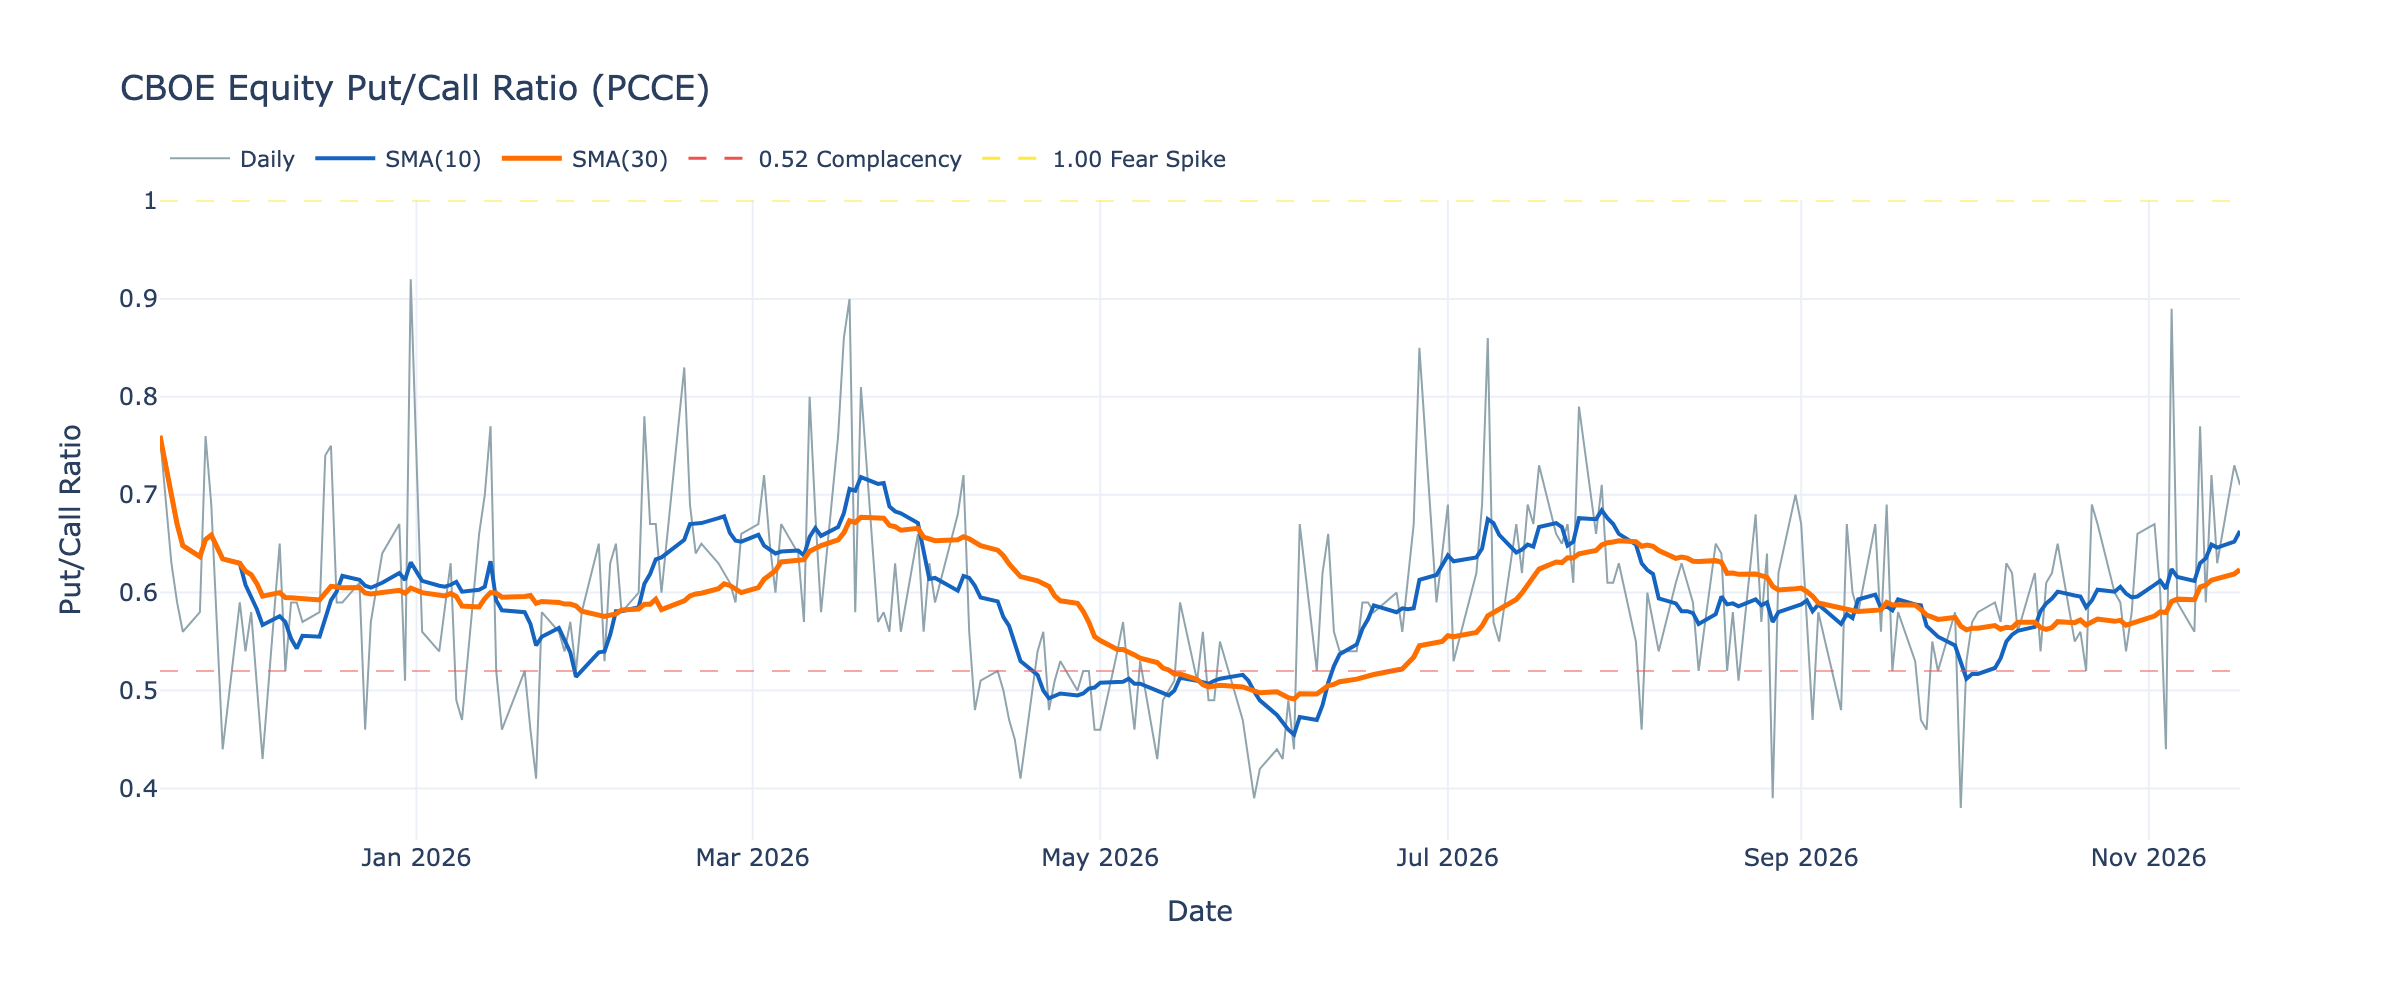 CBOE Equity Put/Call Ratio (PCCE)
Daily SMA(10) SMA(30) 0.52 Complacency 1.00 Fear Spike
1
0.9
0.8
0.7
0.6
0.5
0.4
Put/Call Ratio
Jan 2026 Mar 2026 May 2026 Jul 2026 Sep 2026 Nov 2026
Date